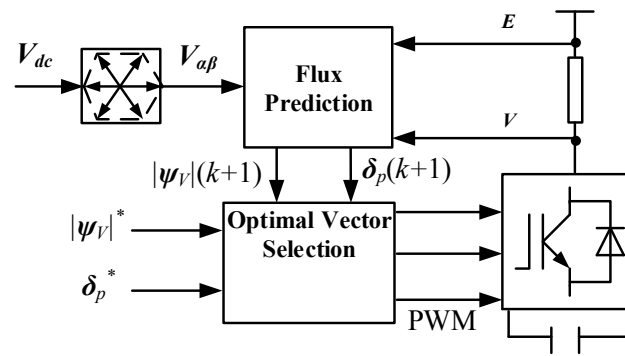 V_dc
V_αβ
Flux
Prediction
E
V
|ψ_V|(k+1)
δ_p(k+1)
|ψ_V|*
δ_p*
Optimal Vector
Selection
PWM